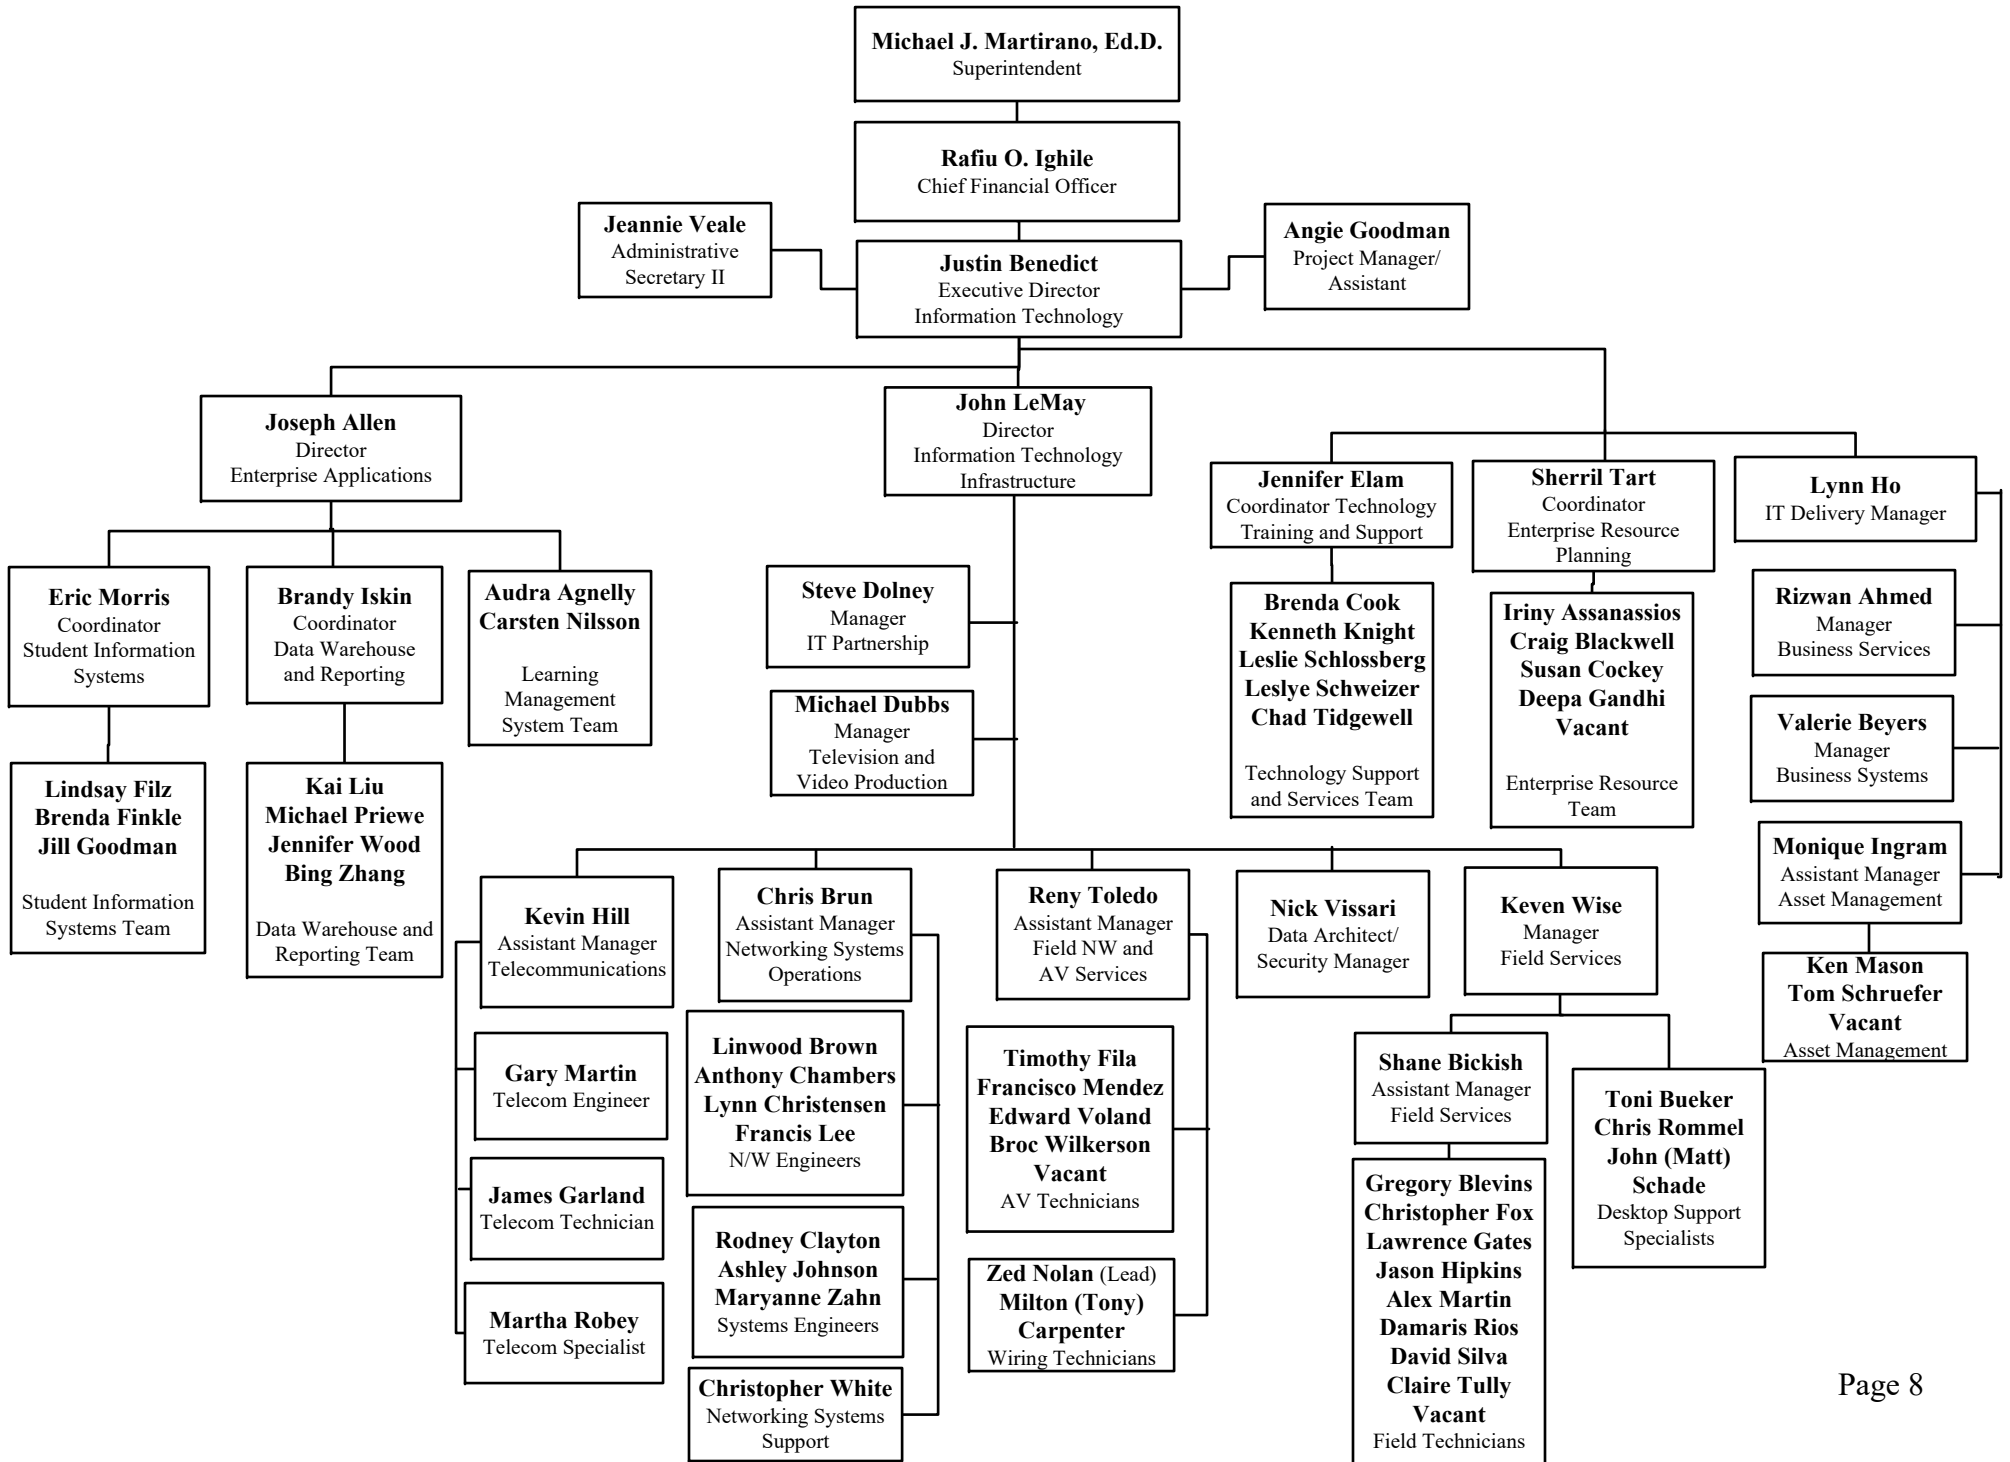 Michael J. Martirano, Ed.D.
Superintendent
Rafiu O. Ighile
Chief Financial Officer
Jeannie Veale
Administrative
Secretary II
Justin Benedict
Executive Director
Information Technology
Angie Goodman
Project Manager/
Assistant
Joseph Allen
Director
Enterprise Applications
John LeMay
Director
Information Technology
Infrastructure
Jennifer Elam
Coordinator Technology
Training and Support
Sherril Tart
Coordinator
Enterprise Resource
Planning
Lynn Ho
IT Delivery Manager
Eric Morris
Coordinator
Student Information
Systems
Brandy Iskin
Coordinator
Data Warehouse
and Reporting
Audra Agnelly
Carsten Nilsson
Learning
Management
System Team
Steve Dolney
Manager
IT Partnership
Michael Dubbs
Manager
Television and
Video Production
Brenda Cook
Kenneth Knight
Leslie Schlossberg
Leslye Schweizer
Chad Tidgewell
Technology Support
and Services Team
Iriny Assanassios
Craig Blackwell
Susan Cockey
Deepa Gandhi
Vacant
Enterprise Resource
Team
Rizwan Ahmed
Manager
Business Services
Valerie Beyers
Manager
Business Systems
Monique Ingram
Assistant Manager
Asset Management
Ken Mason
Tom Schruefer
Vacant
Asset Management
Lindsay Filz
Brenda Finkle
Jill Goodman
Student Information
Systems Team
Kai Liu
Michael Priewe
Jennifer Wood
Bing Zhang
Data Warehouse and
Reporting Team
Kevin Hill
Assistant Manager
Telecommunications
Chris Brun
Assistant Manager
Networking Systems
Operations
Reny Toledo
Assistant Manager
Field NW and
AV Services
Nick Vissari
Data Architect/
Security Manager
Keven Wise
Manager
Field Services
Gary Martin
Telecom Engineer
James Garland
Telecom Technician
Martha Robey
Telecom Specialist
Linwood Brown
Anthony Chambers
Lynn Christensen
Francis Lee
N/W Engineers
Rodney Clayton
Ashley Johnson
Maryanne Zahn
Systems Engineers
Christopher White
Networking Systems
Support
Timothy Fila
Francisco Mendez
Edward Voland
Broc Wilkerson
Vacant
AV Technicians
Zed Nolan (Lead)
Milton (Tony)
Carpenter
Wiring Technicians
Shane Bickish
Assistant Manager
Field Services
Gregory Blevins
Christopher Fox
Lawrence Gates
Jason Hipkins
Alex Martin
Damaris Rios
David Silva
Claire Tully
Vacant
Field Technicians
Toni Bueker
Chris Rommel
John (Matt)
Schade
Desktop Support
Specialists
Page 8